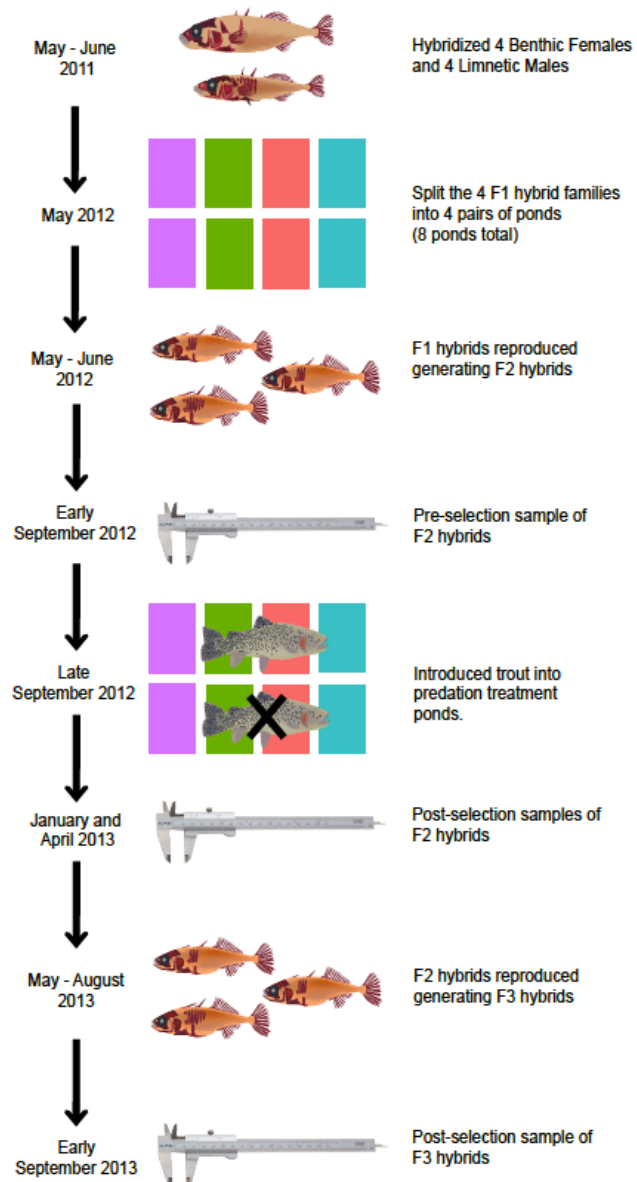 May - June
2011
Hybridized 4 Benthic Females
and 4 Limnetic Males
May 2012
Split the 4 F1 hybrid families
into 4 pairs of ponds
(8 ponds total)
May - June
2012
F1 hybrids reproduced
generating F2 hybrids
Early
September 2012
Pre-selection sample of
F2 hybrids
Late
September 2012
Introduced trout into
predation treatment
ponds.
January and
April 2013
Post-selection samples of
F2 hybrids
May - August
2013
F2 hybrids reproduced
generating F3 hybrids
Early
September 2013
Post-selection sample of
F3 hybrids